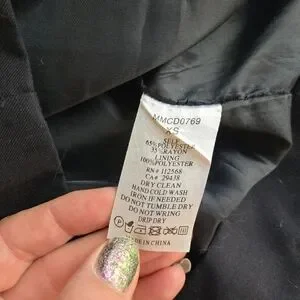 MMCD0769
XS
SELF
65%POLYESTER
35%RAYON
LINING
100%POLYESTER
RN# 112568
CA# 29438
DRY CLEAN
HAND COLD WASH
IRON IF NEEDED
DO NOT TUMBLE DRY
DO NOT WRING
DRIP DRY
MADE IN CHINA